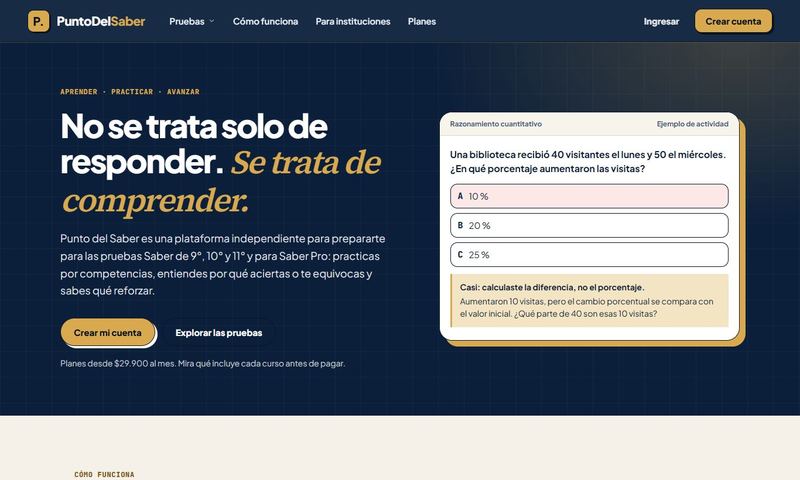 P. PuntoDelSaber Pruebas Cómo funciona Para instituciones Planes Ingresar Crear cuenta
APRENDER · PRACTICAR · AVANZAR
No se trata solo de
responder. Se trata de
comprender.
Punto del Saber es una plataforma independiente para prepararte
para las pruebas Saber de 9°, 10° y 11° y para Saber Pro: practicas
por competencias, entiendes por qué aciertas o te equivocas y
sabes qué reforzar.
Crear mi cuenta Explorar las pruebas
Planes desde $29.900 al mes. Mira qué incluye cada curso antes de pagar.
Razonamiento cuantitativo Ejemplo de actividad
Una biblioteca recibió 40 visitantes el lunes y 50 el miércoles.
¿En qué porcentaje aumentaron las visitas?
A 10 %
B 20 %
C 25 %
Casi: calculaste la diferencia, no el porcentaje.
Aumentaron 10 visitas, pero el cambio porcentual se compara con
el valor inicial. ¿Qué parte de 40 son esas 10 visitas?
CÓMO FUNCIONA